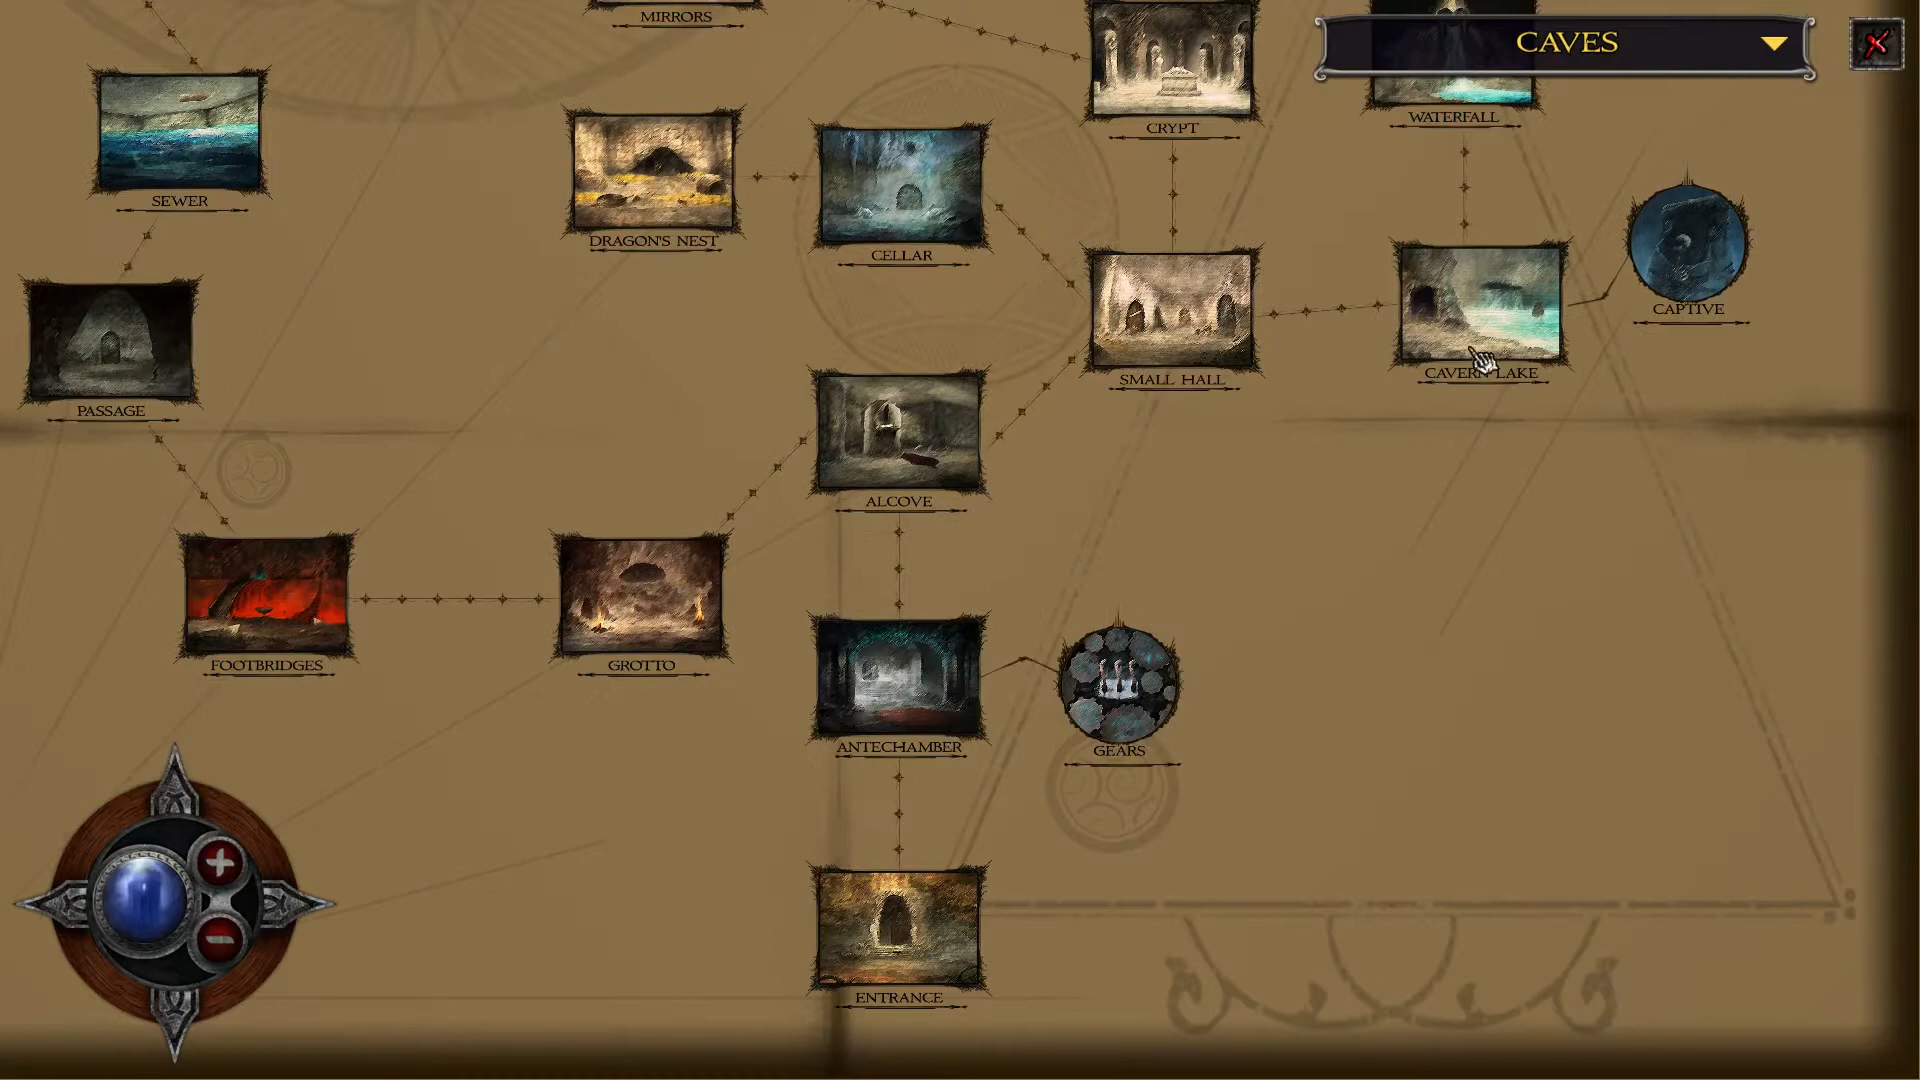 MIRRORS
CAVES
CRYPT
WATERFALL
SEWER
DRAGON'S NEST
CELLAR
CAPTIVE
SMALL HALL
CAVERN LAKE
PASSAGE
ALCOVE
FOOTBRIDGES
GROTTO
ANTECHAMBER
GEARS
ENTRANCE